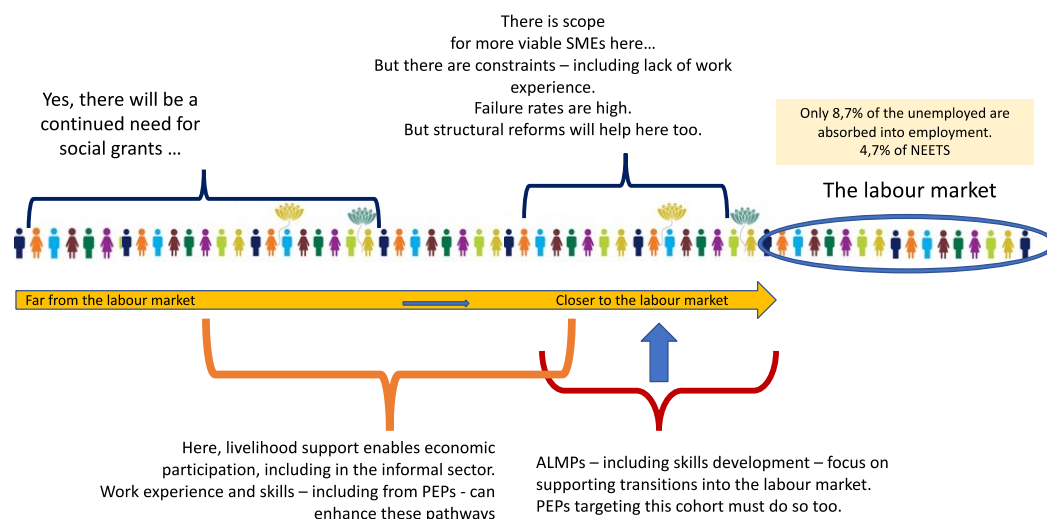 There is scope
for more viable SMEs here…
But there are constraints – including lack of work
experience.
Failure rates are high.
But structural reforms will help here too.
Yes, there will be a
continued need for
social grants …
Only 8,7% of the unemployed are
absorbed into employment.
4,7% of NEETS
The labour market
Far from the labour market
Closer to the labour market
Here, livelihood support enables economic
participation, including in the informal sector.
Work experience and skills – including from PEPs - can
enhance these pathways
ALMPs – including skills development – focus on
supporting transitions into the labour market.
PEPs targeting this cohort must do so too.